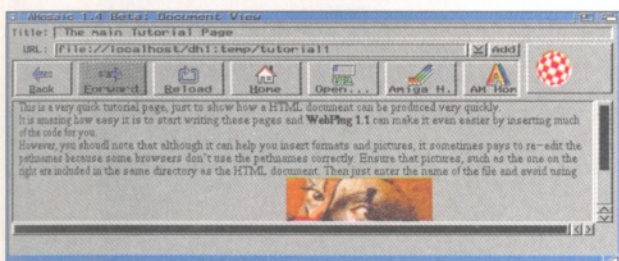 AMosaic 1.4 Beta: Document View
Title: The main Tutorial Page
URL: file://localhost/dh1:temp/tutorial1 Add
Back Forward Reload Home Open... Amiga H. AM Hom
This is a very quick tutorial page, just to show how a HTML document can be produced very quickly.
It is amazing how easy it is to start writing these pages and WebPlug 1.1 can make it even easier by inserting much
of the code for you.
However, you should note that although it can help you insert formats and pictures, it sometimes pays to re-edit the
pathnames because some browsers don't use the pathnames correctly. Ensure that pictures, such as the one on the
right are included in the same directory as the HTML document. Then just enter the name of the file and avoid using